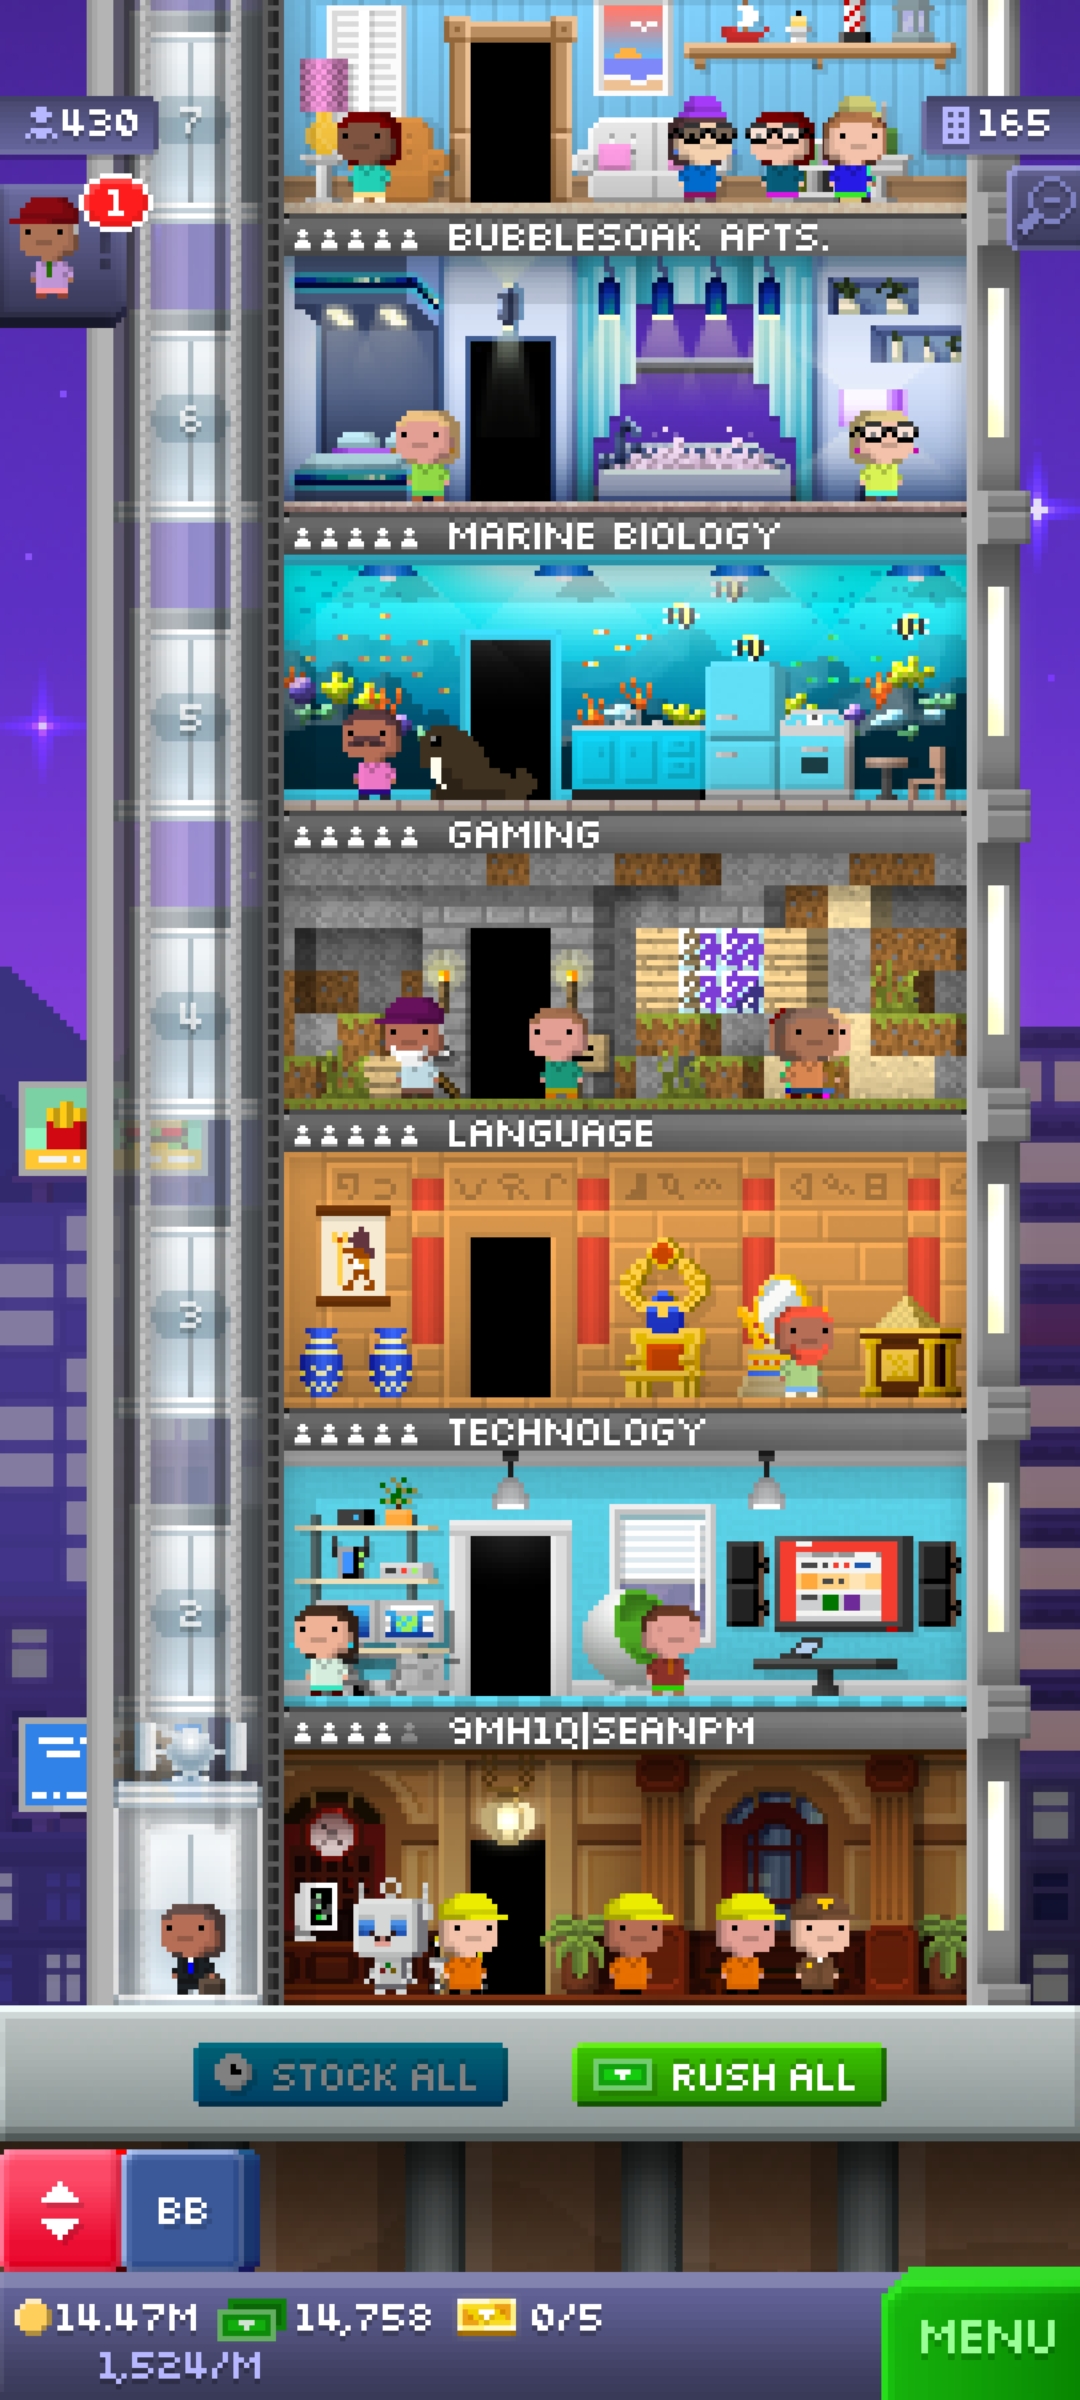 7
430
165
1
BUBBLESOAK APTS.
6
MARINE BIOLOGY
5
GAMING
4
LANGUAGE
3
TECHNOLOGY
2
9MH1Q|SEANPM
STOCK ALL
RUSH ALL
BB
14.47M
14,758
0/5
MENU
1,524/M